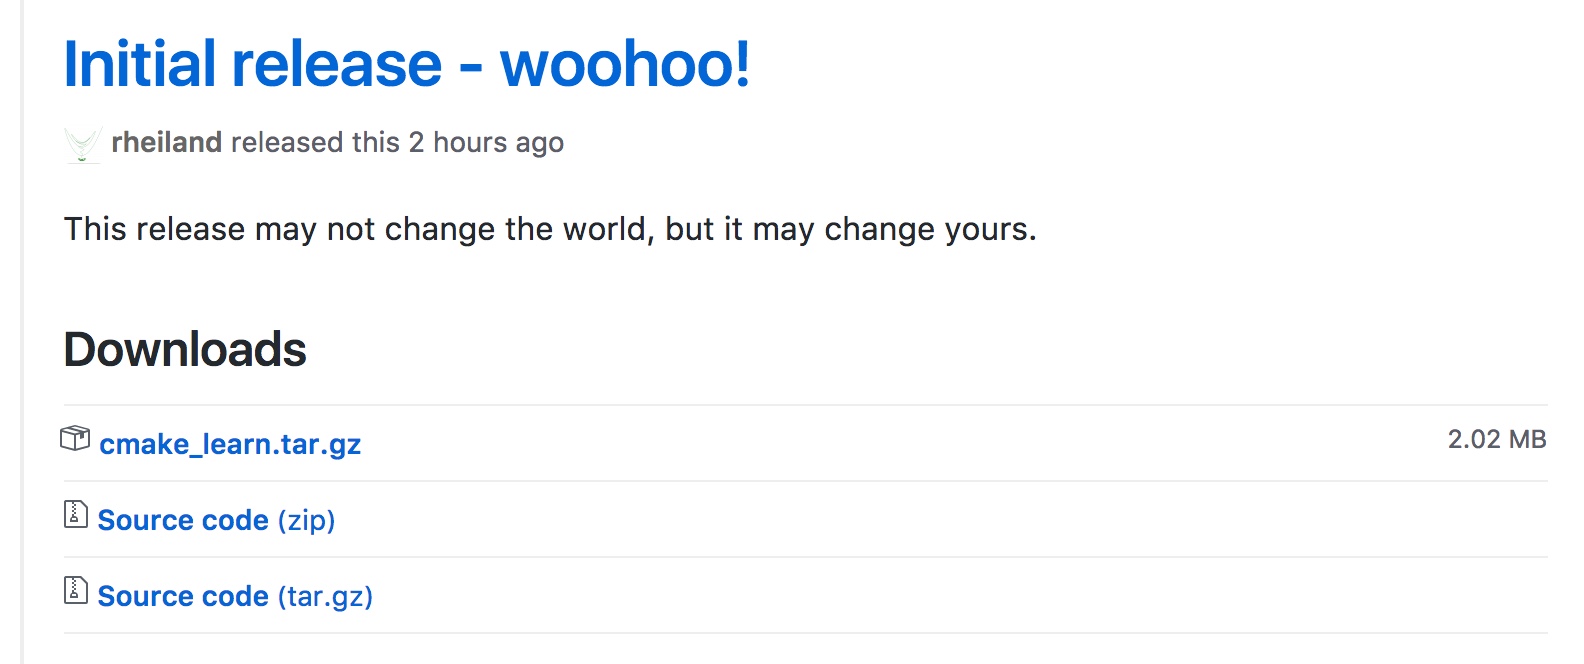 Initial release - woohoo!
rheiland released this 2 hours ago
This release may not change the world, but it may change yours.
Downloads
cmake_learn.tar.gz 2.02 MB
Source code (zip)
Source code (tar.gz)